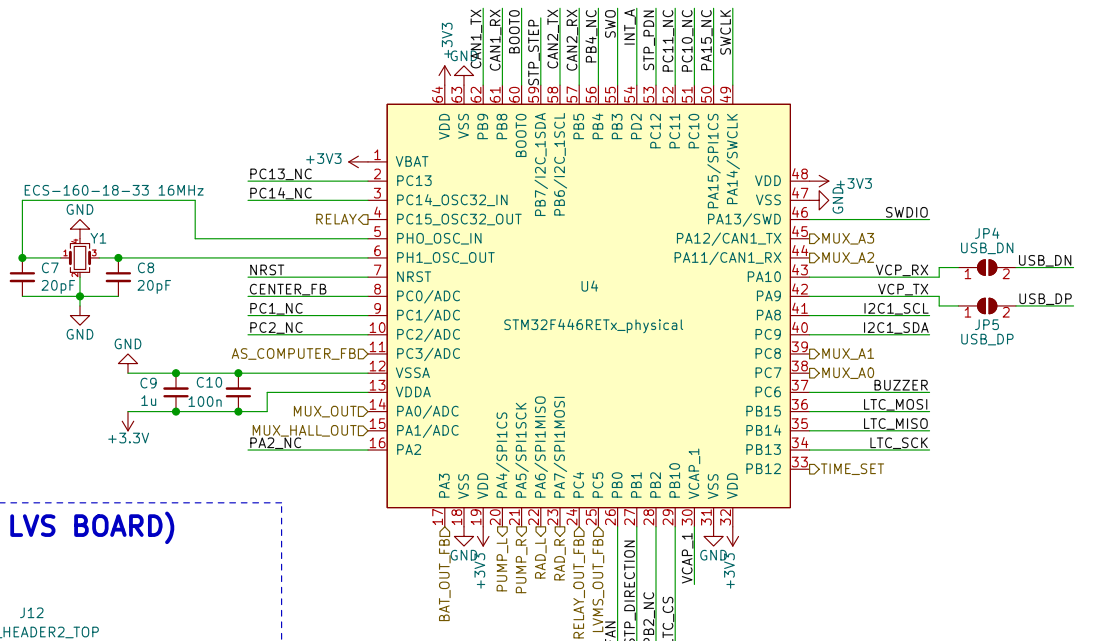 +3V3
GND
CAN1_TX
CAN1_RX
BOOT0
STP_STEP
CAN2_TX
CAN2_RX
PB4_NC
SWO
INT_A
STP_PDN
PC11_NC
PC10_NC
PA15_NC
SWCLK
64
63
62
61
60
59
58
57
56
55
54
53
52
51
50
49
VDD
VSS
PB9
PB8
BOOT0
PB7/I2C_1SDA
PB6/I2C_1SCL
PB5
PB4
PB3
PD2
PC12
PC11
PC10
PA15/SPI1CS
PA14/SWCLK
+3V3 1 VBAT
PC13_NC 2 PC13
PC14_NC 3 PC14_OSC32_IN
RELAY 4 PC15_OSC32_OUT
5 PH0_OSC_IN
6 PH1_OSC_OUT
NRST 7 NRST
CENTER_FB 8 PC0/ADC
PC1_NC 9 PC1/ADC
PC2_NC 10 PC2/ADC
AS_COMPUTER_FB 11 PC3/ADC
12 VSSA
13 VDDA
MUX_OUT 14 PA0/ADC
MUX_HALL_OUT 15 PA1/ADC
PA2_NC 16 PA2
ECS-160-18-33 16MHz
GND
Y1
1
3
2
C7
20pF
C8
20pF
GND
GND
C9
1u
C10
100n
+3.3V
U4
STM32F446RETx_physical
VDD 48 +3V3
VSS 47 GND
PA13/SWD 46 SWDIO
PA12/CAN1_TX 45 MUX_A3
PA11/CAN1_RX 44 MUX_A2
PA10 43 VCP_RX
PA9 42 VCP_TX
PA8 41 I2C1_SCL
PC9 40 I2C1_SDA
PC8 39 MUX_A1
PC7 38 MUX_A0
PC6 37 BUZZER
PB15 36 LTC_MOSI
PB14 35 LTC_MISO
PB13 34 LTC_SCK
PB12 33 TIME_SET
JP4
USB_DN
1 2 USB_DN
1 2 USB_DP
JP5
USB_DP
PA3
VSS
VDD
PA4/SPI1CS
PA5/SPI1SCK
PA6/SPI1MISO
PA7/SPI1MOSI
PC4
PC5
PB0
PB1
PB2
PB10
VCAP_1
VSS
VDD
17
18
19
20
21
22
23
24
25
26
27
28
29
30
31
32
BAT_OUT_FB
GND
+3V3
PUMP_L
PUMP_R
RAD_L
RAD_R
RELAY_OUT_FB
LVMS_OUT_FB
FAN
STP_DIRECTION
PB2_NC
LTC_CS
VCAP_1
GND
+3V3
LVS BOARD)
J12
_HEADER2_TOP